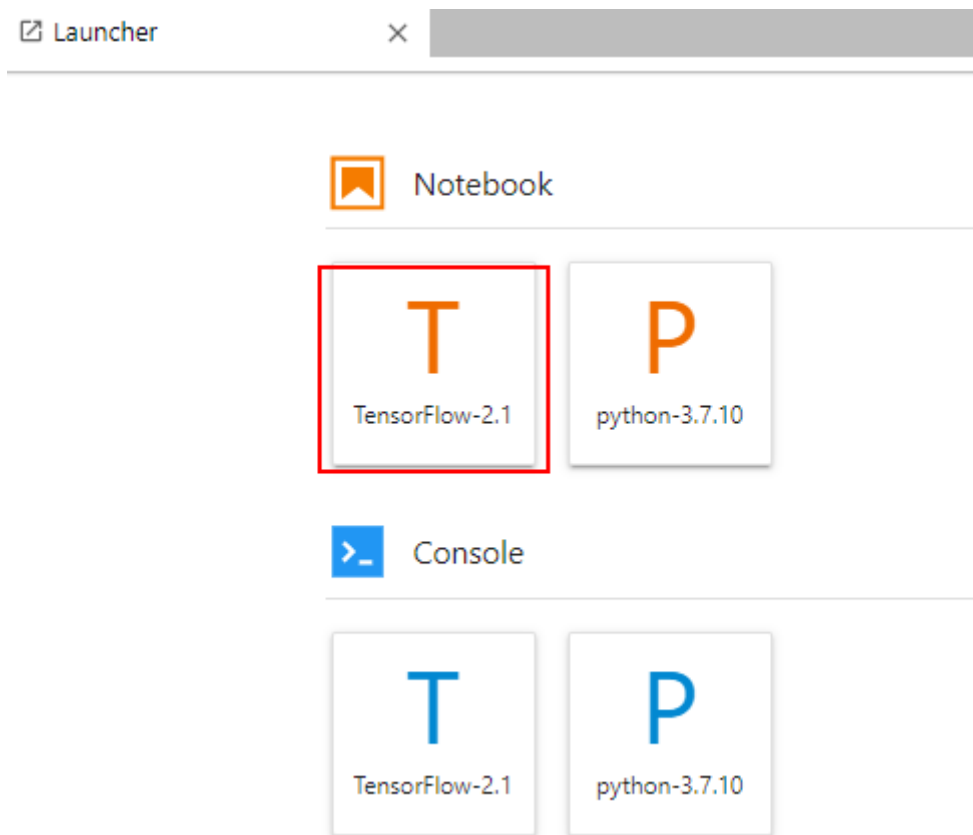 Launcher
Notebook
T P
TensorFlow-2.1 python-3.7.10
Console
T P
TensorFlow-2.1 python-3.7.10